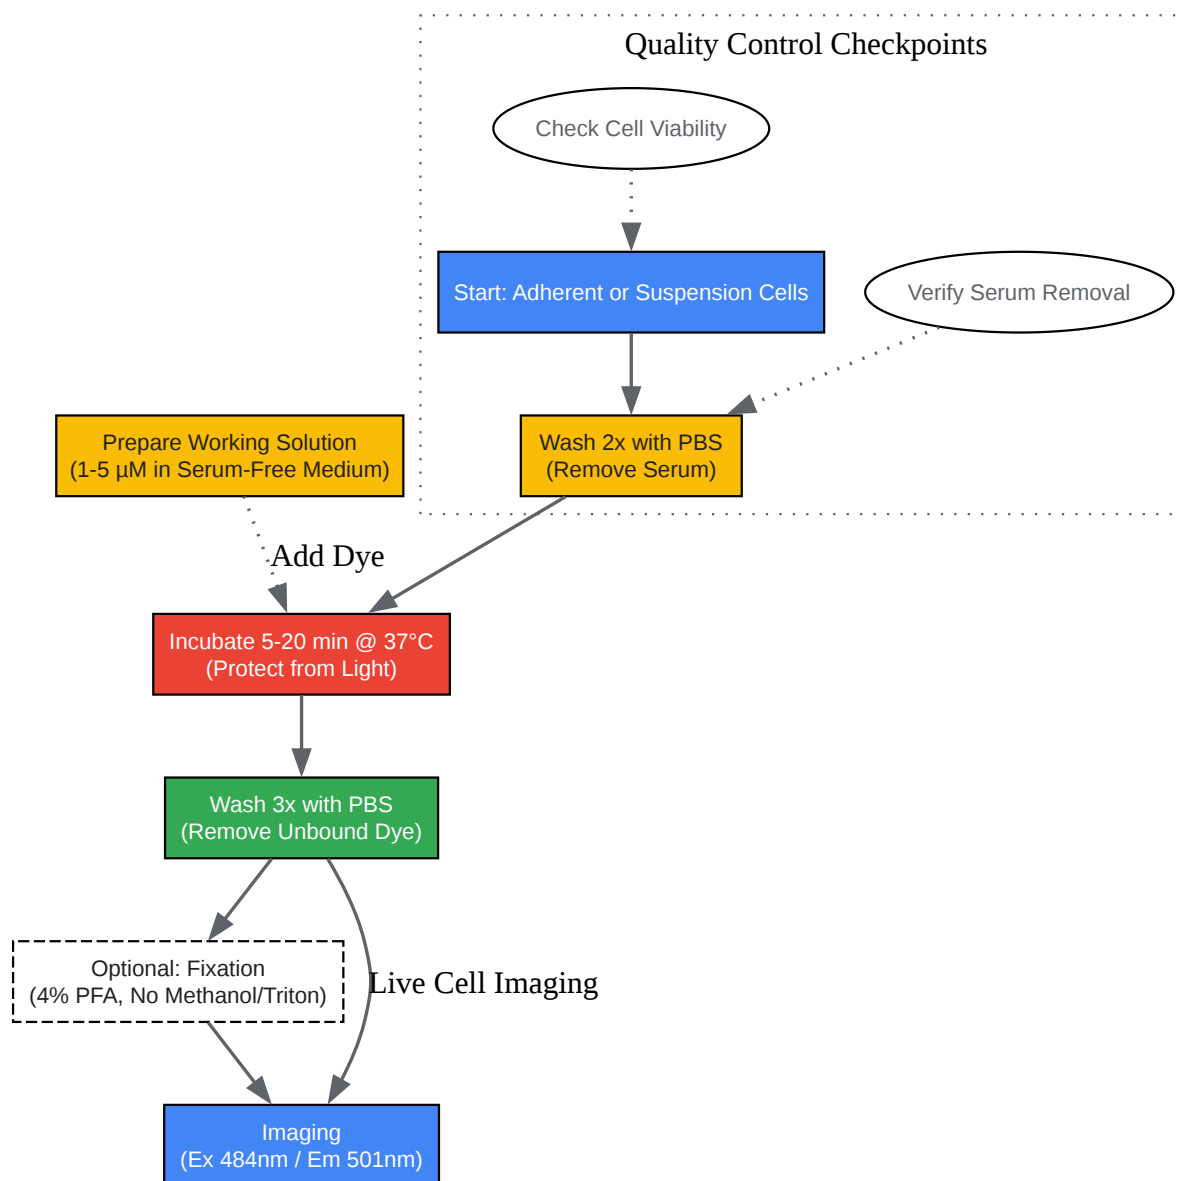 Quality Control Checkpoints
Check Cell Viability
Start: Adherent or Suspension Cells
Verify Serum Removal
Prepare Working Solution
(1-5 µM in Serum-Free Medium)
Wash 2x with PBS
(Remove Serum)
Add Dye
Incubate 5-20 min @ 37°C
(Protect from Light)
Wash 3x with PBS
(Remove Unbound Dye)
Optional: Fixation
(4% PFA, No Methanol/Triton)
Live Cell Imaging
Imaging
(Ex 484nm / Em 501nm)